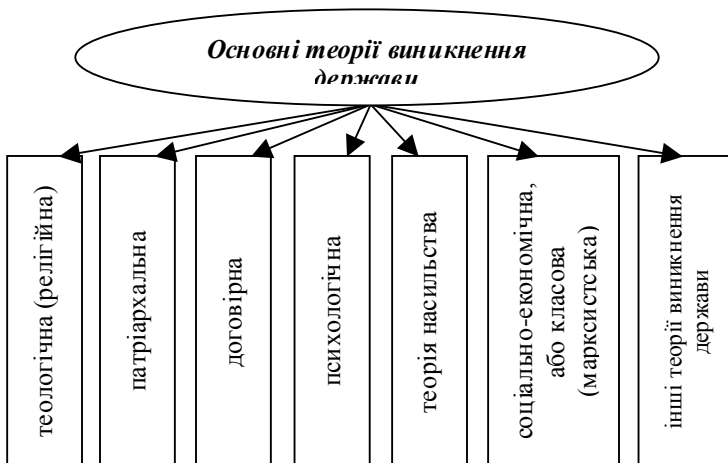 Основні теорії виникнення
держави
теологічна (релігійна)
патріархальна
договірна
психологічна
теорія насильства
соціально-економічна,
або класова
(марксистська)
інші теорії виникнення
держави